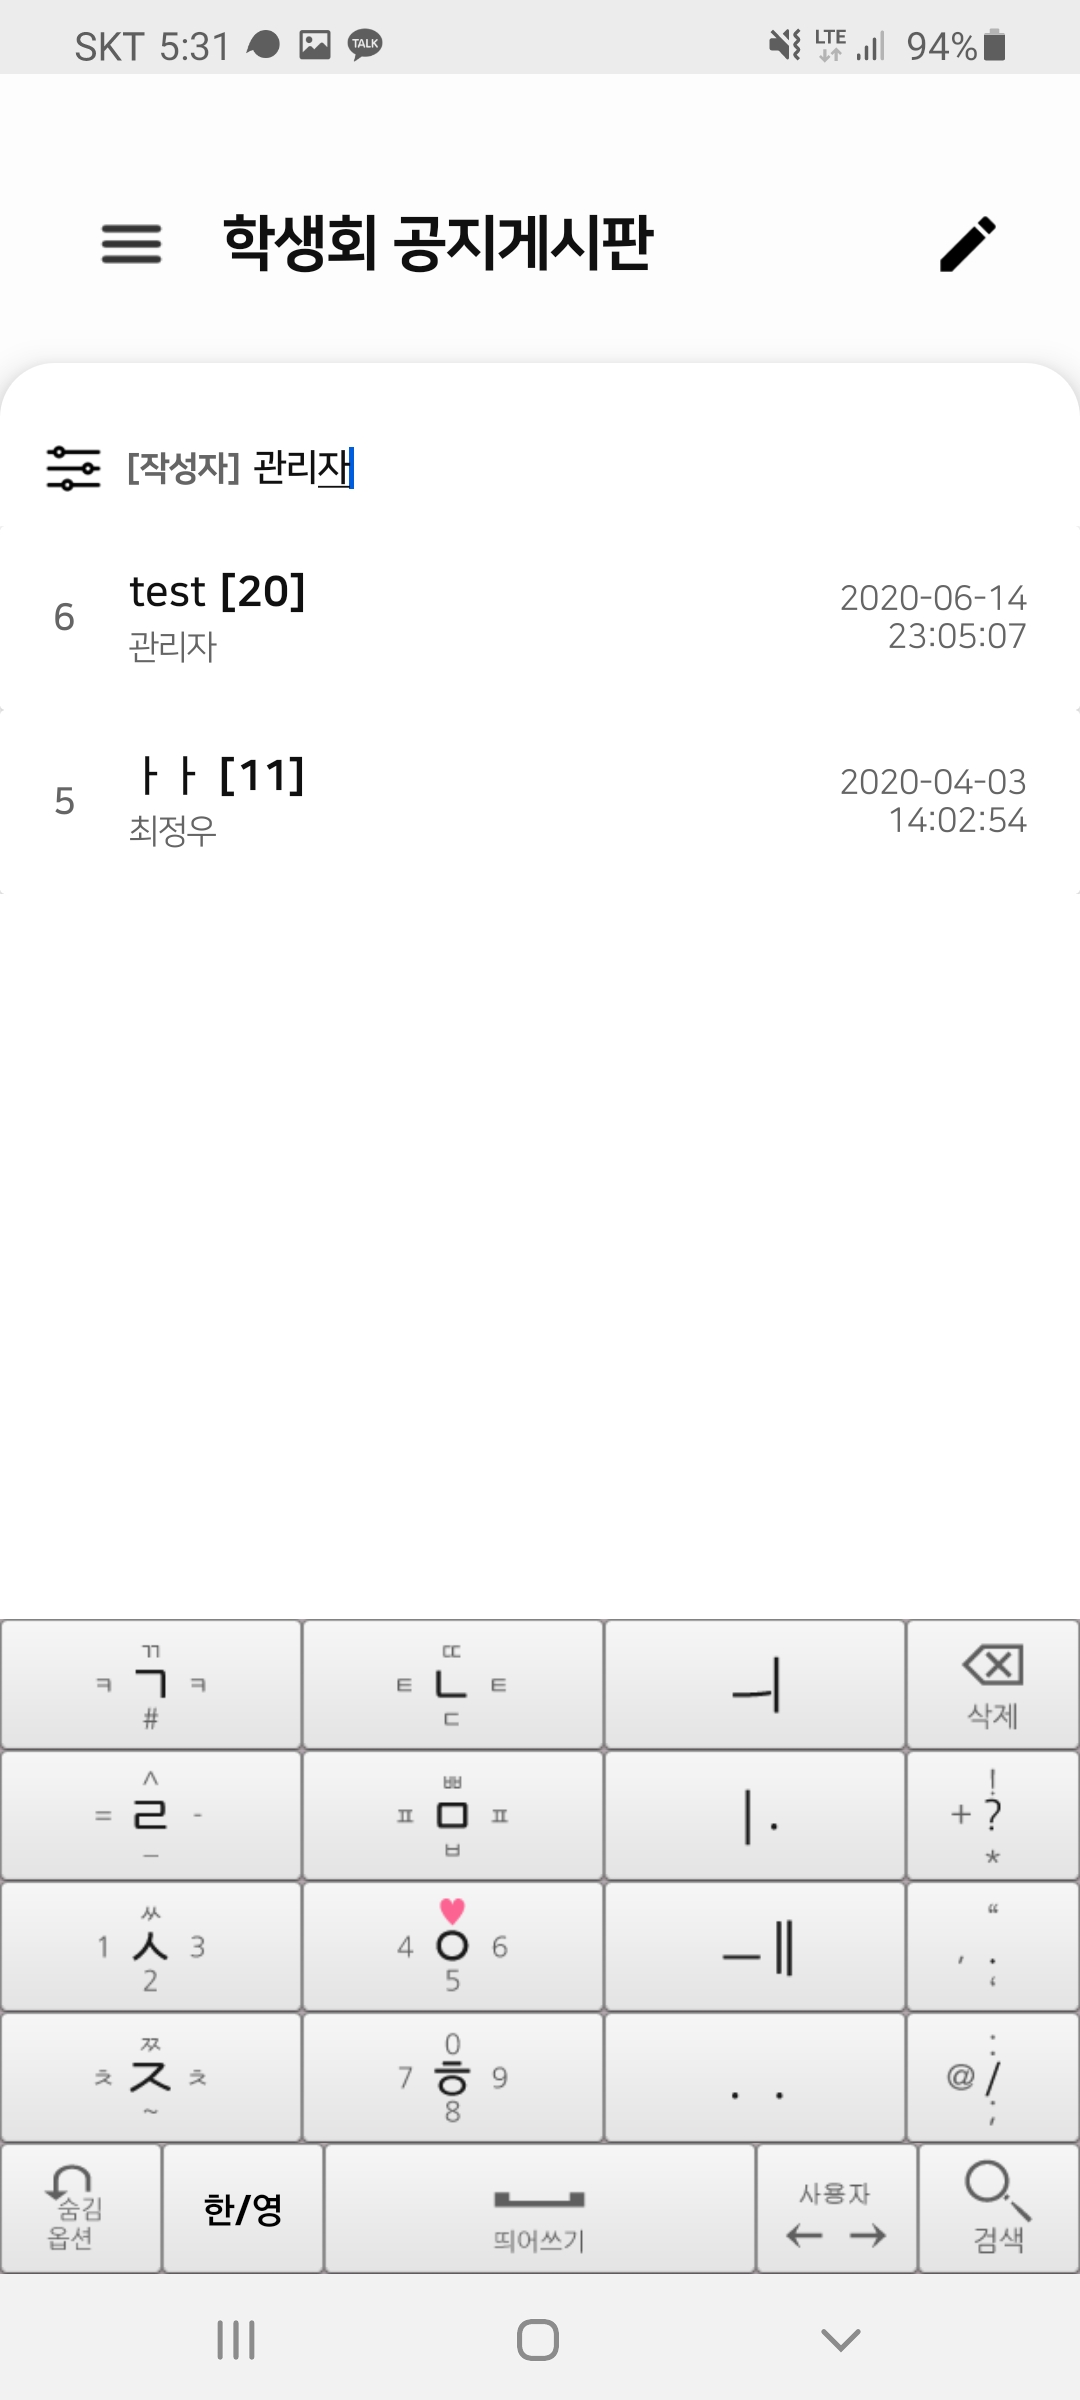 SKT 5:31 TALK LTE 94%
학생회 공지게시판
[작성자] 관리자
6 test [20] 2020-06-14
관리자 23:05:07
5 ㅏㅏ [11] 2020-04-03
최정우 14:02:54
ㄲ ㄸ
ㅋ ㄱ ㅋ ㅌ ㄴ ㅌ ㅢ
# ㄷ 삭제
^ ㅃ !
= ㄹ - ㅍ ㅁ ㅍ ㅣ. + ?
_ ㅂ *
ㅆ ♥ “
1 ㅅ 3 4 ㅇ 6 ㅡㅐ , .
2 5 ‘
ㅉ 0 :
ㅊ ㅈ ㅊ 7 ㅎ 9 . . @ /
~ 8 ;
숨김 한/영 사용자
옵션 띄어쓰기 ← → 검색